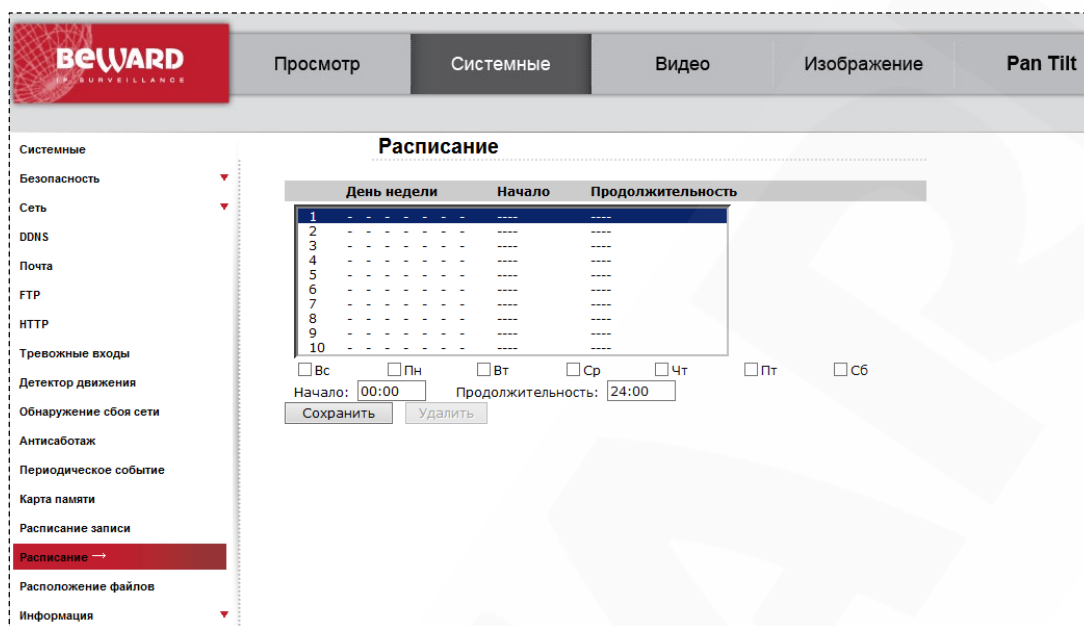 BEWARD
IP SURVEILLANCE
Просмотр Системные Видео Изображение Pan Tilt
Расписание
Системные
Безопасность
Сеть
DDNS
Почта
FTP
HTTP
Тревожные входы
Детектор движения
Обнаружение сбоя сети
Антисаботаж
Периодическое событие
Карта памяти
Расписание записи
Расписание →
Расположение файлов
Информация
День недели Начало Продолжительность
1 - - - - - - - ---- ----
2 - - - - - - - ---- ----
3 - - - - - - - ---- ----
4 - - - - - - - ---- ----
5 - - - - - - - ---- ----
6 - - - - - - - ---- ----
7 - - - - - - - ---- ----
8 - - - - - - - ---- ----
9 - - - - - - - ---- ----
10 - - - - - - - ---- ----
Вс Пн Вт Ср Чт Пт Сб
Начало: 00:00 Продолжительность: 24:00
Сохранить Удалить